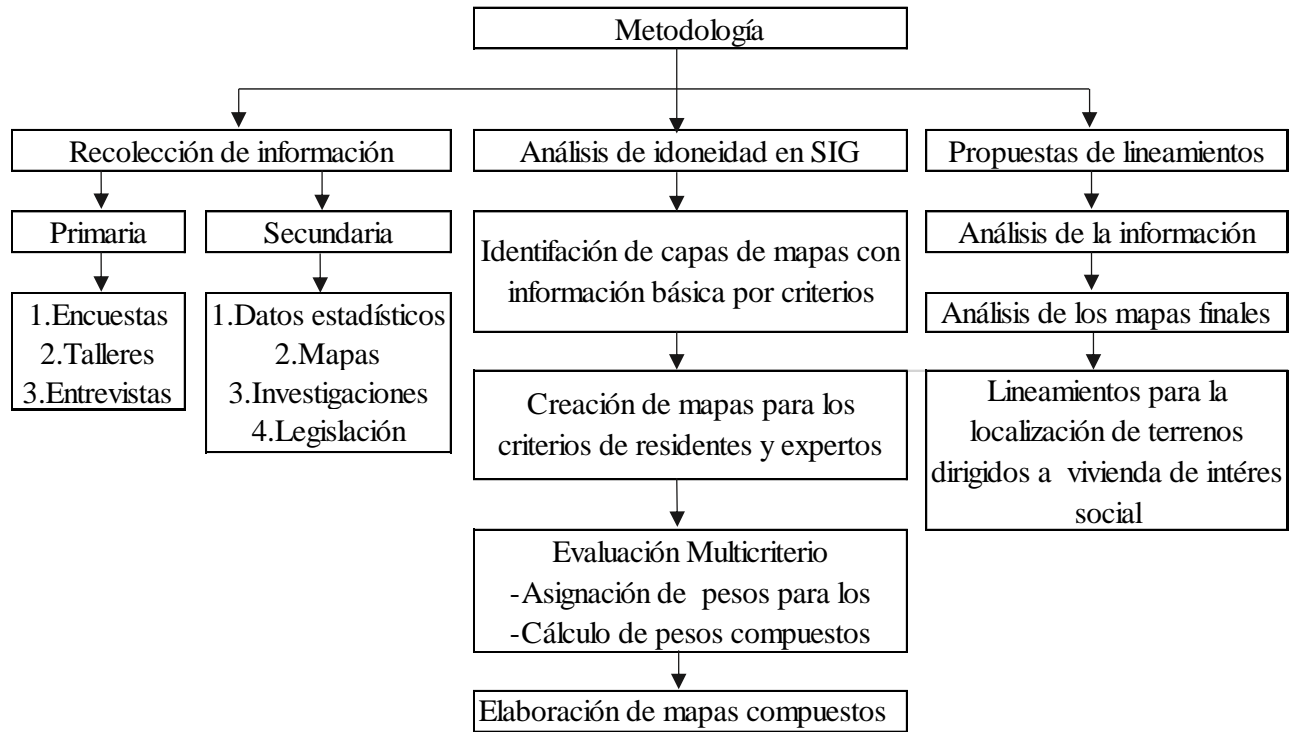 Metodología
Recolección de información
Análisis de idoneidad en SIG
Propuestas de lineamientos
Primaria
Secundaria
Identifación de capas de mapas con
información básica por criterios
Análisis de la información
1.Encuestas
2.Talleres
3.Entrevistas
1.Datos estadísticos
2.Mapas
3.Investigaciones
4.Legislación
Análisis de los mapas finales
Creación de mapas para los
criterios de residentes y expertos
Lineamientos para la
localización de terrenos
dirigidos a  vivienda de intéres
social
Evaluación Multicriterio
-Asignación de  pesos para los
-Cálculo de pesos compuestos
Elaboración de mapas compuestos